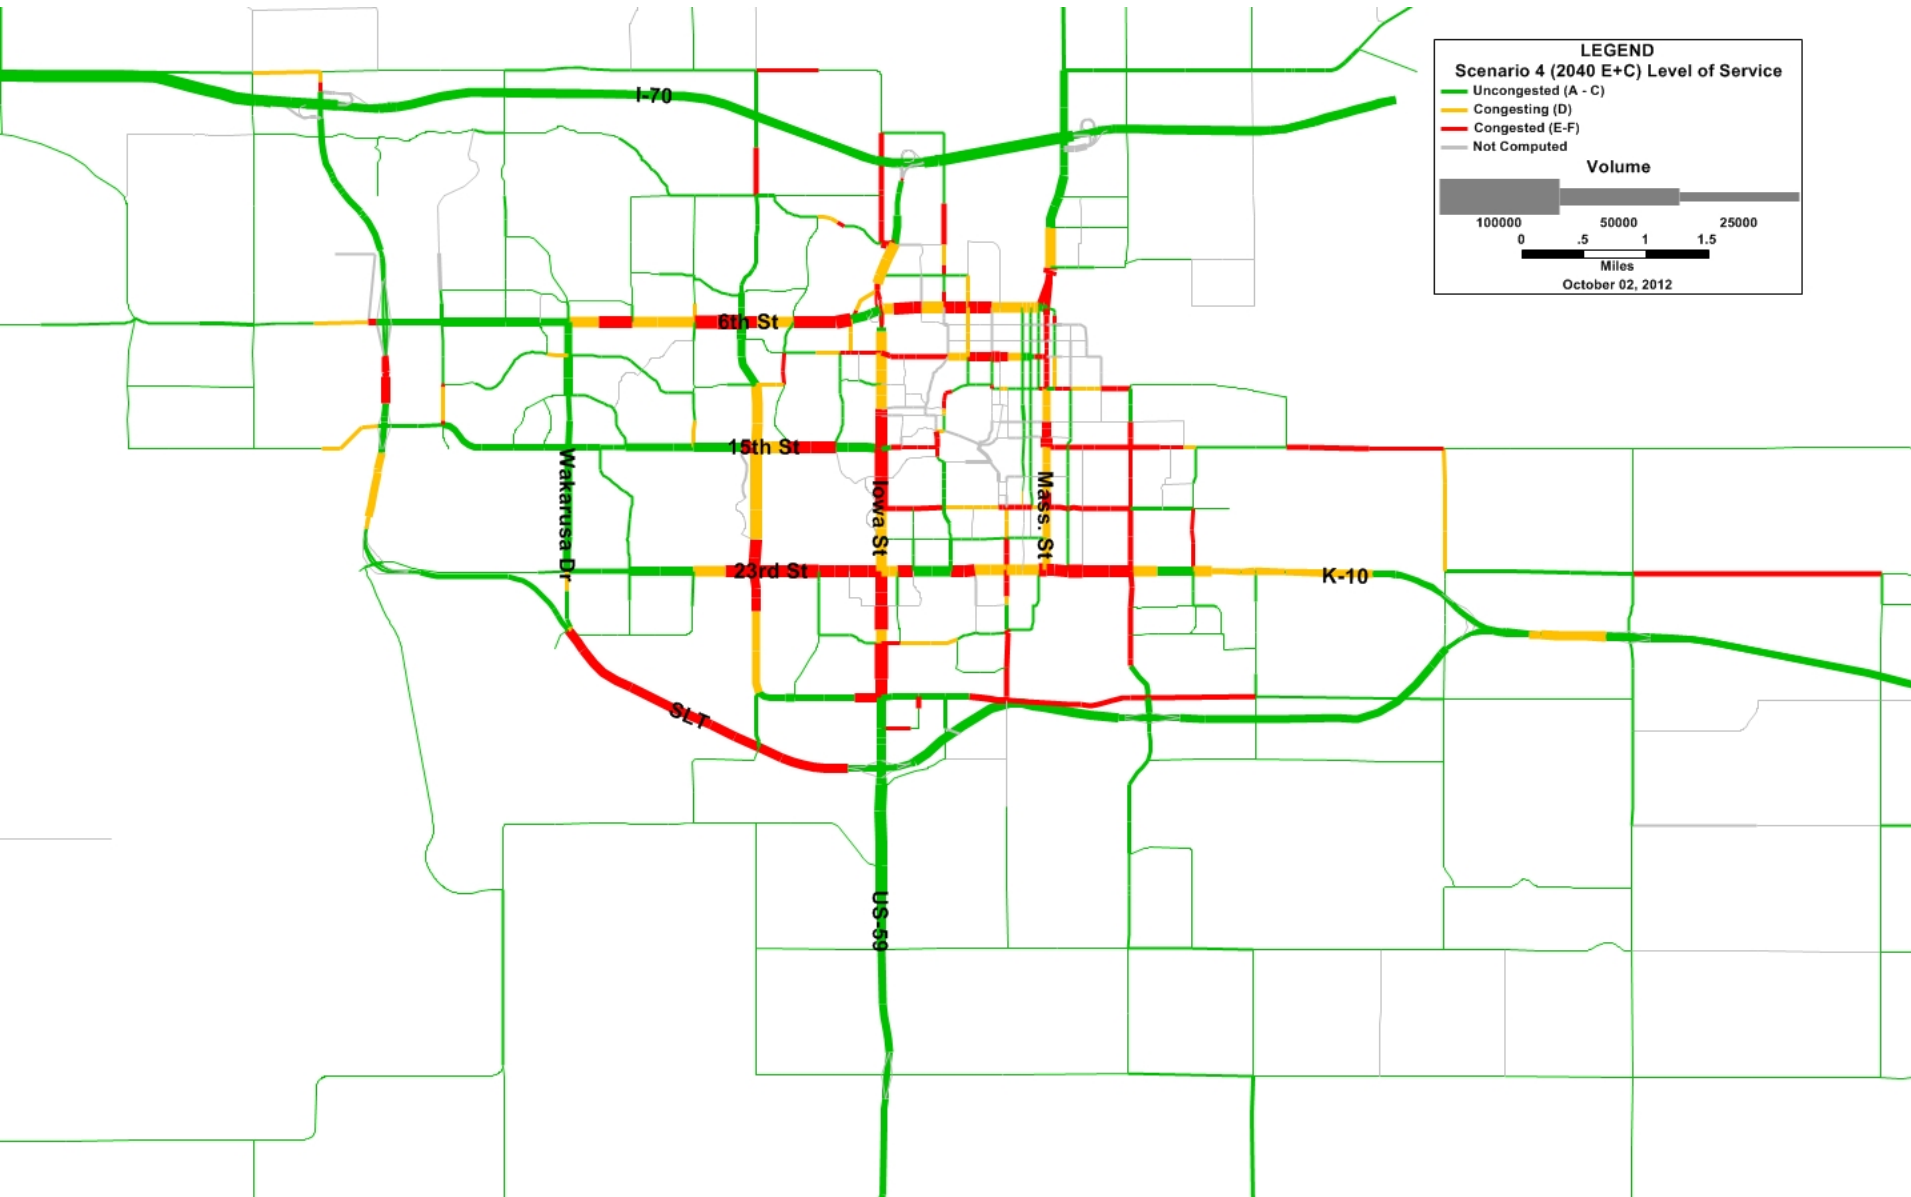 LEGEND
Scenario 4 (2040 E+C) Level of Service
Uncongested (A - C)
Congesting (D)
Congested (E-F)
Not Computed
Volume
100000 50000 25000
0 .5 1 1.5
Miles
October 02, 2012
I-70
6th St
15th St
Wakarusa Dr
Iowa St
Mass. St
23rd St
K-10
SLT
US-59